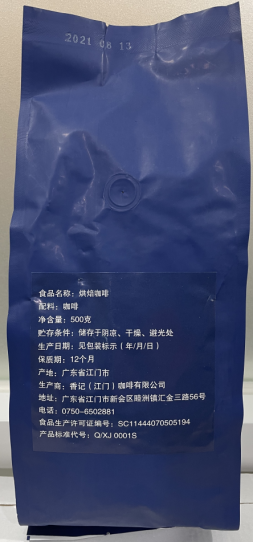 2021 08 13
食品名称：烘焙咖啡
配料：咖啡
净含量：500克
贮存条件：储存于阴凉、干燥、避光处
生产日期：见包装标示（年/月/日）
保质期：12个月
产地：广东省江门市
生产商：香记（江门）咖啡有限公司
地址：广东省江门市新会区睦洲镇汇金三路56号
电话：0750-6502881
食品生产许可证编号：SC11444070505194
产品标准代号：Q/XJ 0001S